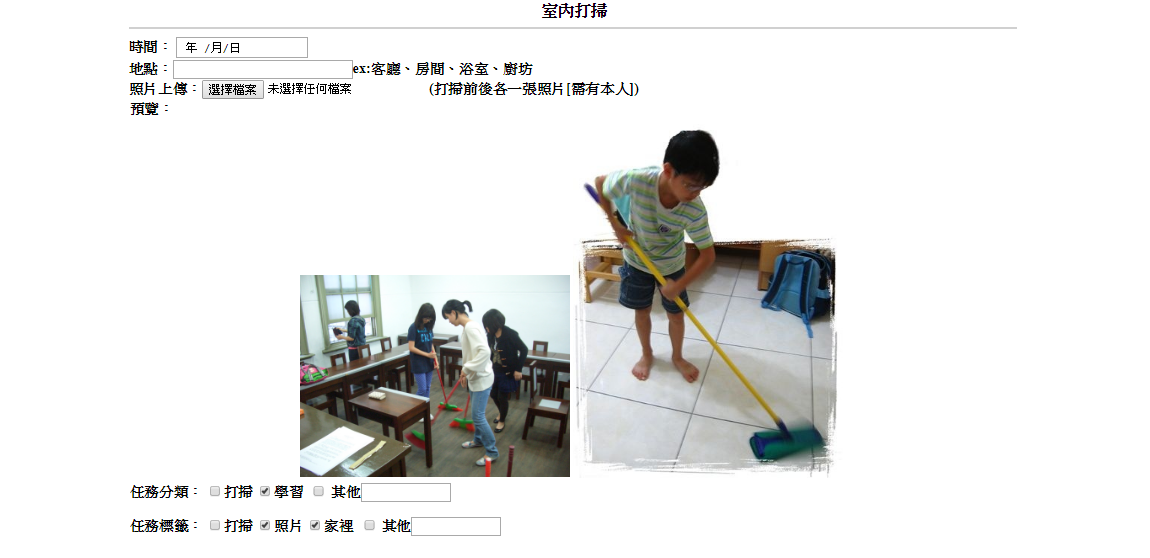 室內打掃
時間： 年 /月/日
地點：ex:客廳、房間、浴室、廚坊
照片上傳：選擇檔案 未選擇任何檔案 (打掃前後各一張照片[需有本人])
預覽：
任務分類： 打掃 學習 其他
任務標籤： 打掃 照片 家裡 其他